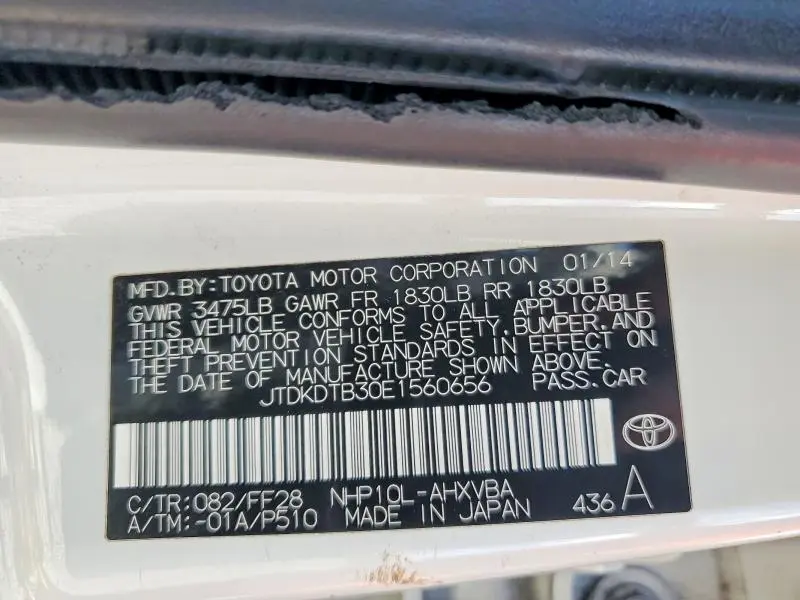 MFD.BY:TOYOTA MOTOR CORPORATION 01/14
GVWR 3475LB GAWR FR 1830LB RR 1830LB
THIS VEHICLE CONFORMS TO ALL APPLICABLE
FEDERAL MOTOR VEHICLE SAFETY,BUMPER,AND
THEFT PREVENTION STANDARDS IN EFFECT ON
THE DATE OF MANUFACTURE SHOWN ABOVE.
JTDKDTB30E1560656 PASS.CAR
C/TR:082/FF28 NHP10L-AHXVBA
A/TM:-01A/P510 MADE IN JAPAN 436 A